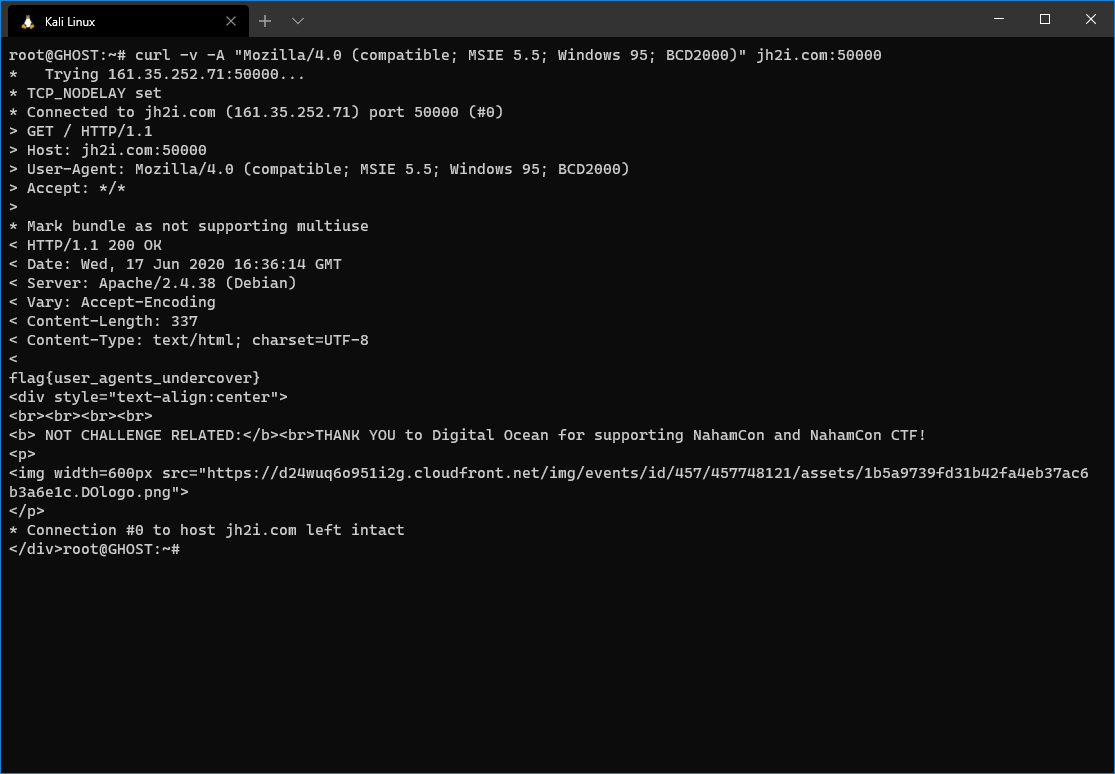 Kali Linux
root@GHOST:~# curl -v -A "Mozilla/4.0 (compatible; MSIE 5.5; Windows 95; BCD2000)" jh2i.com:50000
*   Trying 161.35.252.71:50000...
* TCP_NODELAY set
* Connected to jh2i.com (161.35.252.71) port 50000 (#0)
> GET / HTTP/1.1
> Host: jh2i.com:50000
> User-Agent: Mozilla/4.0 (compatible; MSIE 5.5; Windows 95; BCD2000)
> Accept: */*
>
* Mark bundle as not supporting multiuse
< HTTP/1.1 200 OK
< Date: Wed, 17 Jun 2020 16:36:14 GMT
< Server: Apache/2.4.38 (Debian)
< Vary: Accept-Encoding
< Content-Length: 337
< Content-Type: text/html; charset=UTF-8
<
flag{user_agents_undercover}
<div style="text-align:center">
<br><br><br><br>
<b> NOT CHALLENGE RELATED:</b><br>THANK YOU to Digital Ocean for supporting NahamCon and NahamCon CTF!
<p>
<img width=600px src="https://d24wuq6o951i2g.cloudfront.net/img/events/id/457/457748121/assets/1b5a9739fd31b42fa4eb37ac6
b3a6e1c.DOlogo.png">
</p>
* Connection #0 to host jh2i.com left intact
</div>root@GHOST:~#